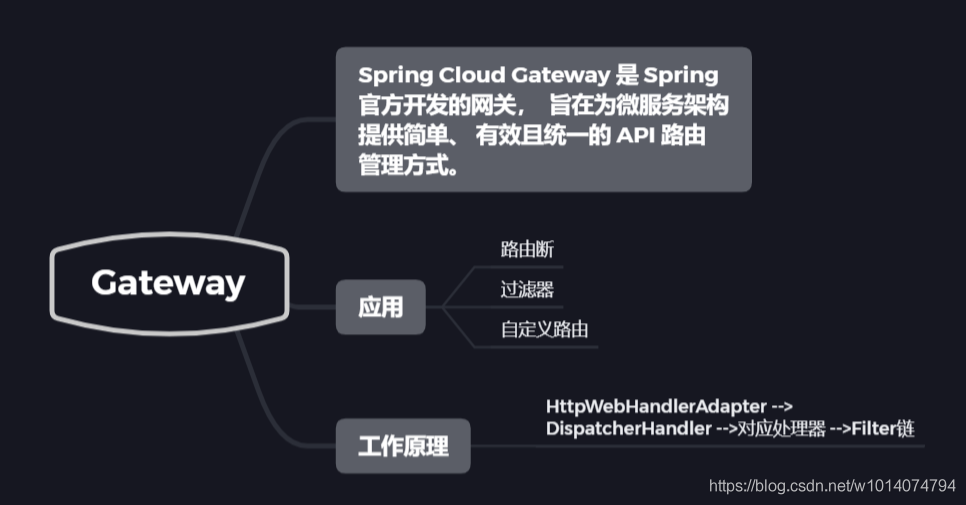 Spring Cloud Gateway 是 Spring
官方开发的网关， 旨在为微服务架构
提供简单、 有效且统一的 API 路由
管理方式。
Gateway
应用
路由断
过滤器
自定义路由
工作原理
HttpWebHandlerAdapter -->
DispatcherHandler -->对应处理器 -->Filter链
https://blog.csdn.net/w1014074794